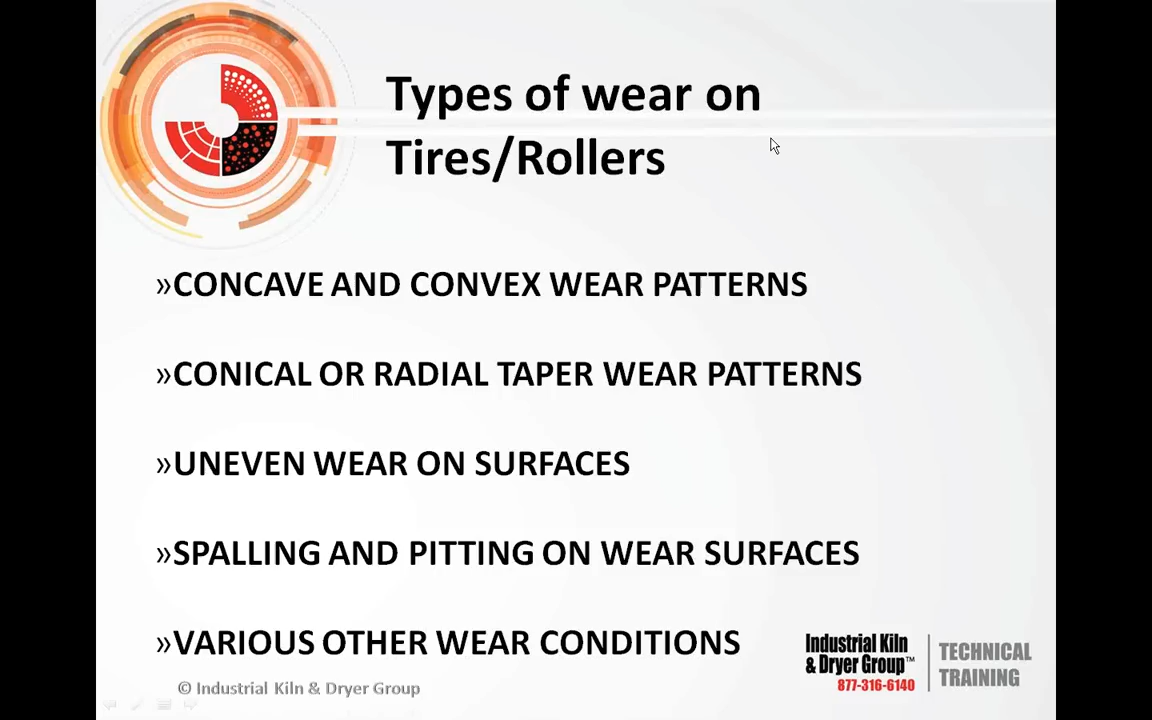 Types of wear on
Tires/Rollers
»CONCAVE AND CONVEX WEAR PATTERNS
»CONICAL OR RADIAL TAPER WEAR PATTERNS
»UNEVEN WEAR ON SURFACES
»SPALLING AND PITTING ON WEAR SURFACES
»VARIOUS OTHER WEAR CONDITIONS
Industrial Kiln
& Dryer Group™
877-316-6140
TECHNICAL
TRAINING
© Industrial Kiln & Dryer Group